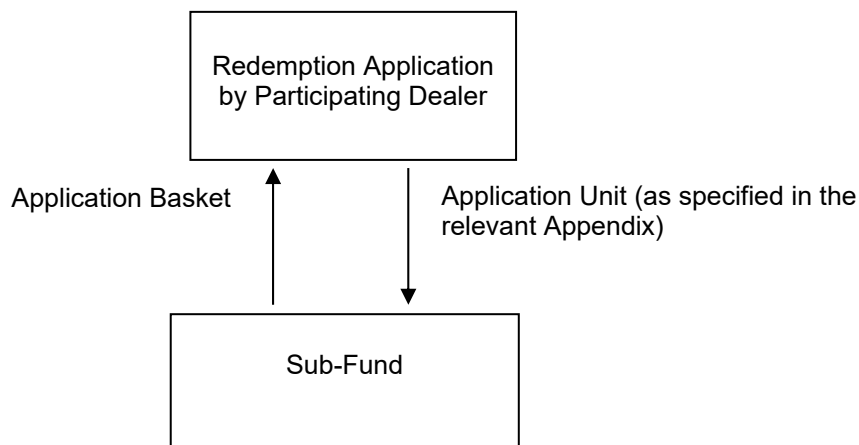 Redemption Application
by Participating Dealer
Application Basket
Application Unit (as specified in the
relevant Appendix)
Sub-Fund